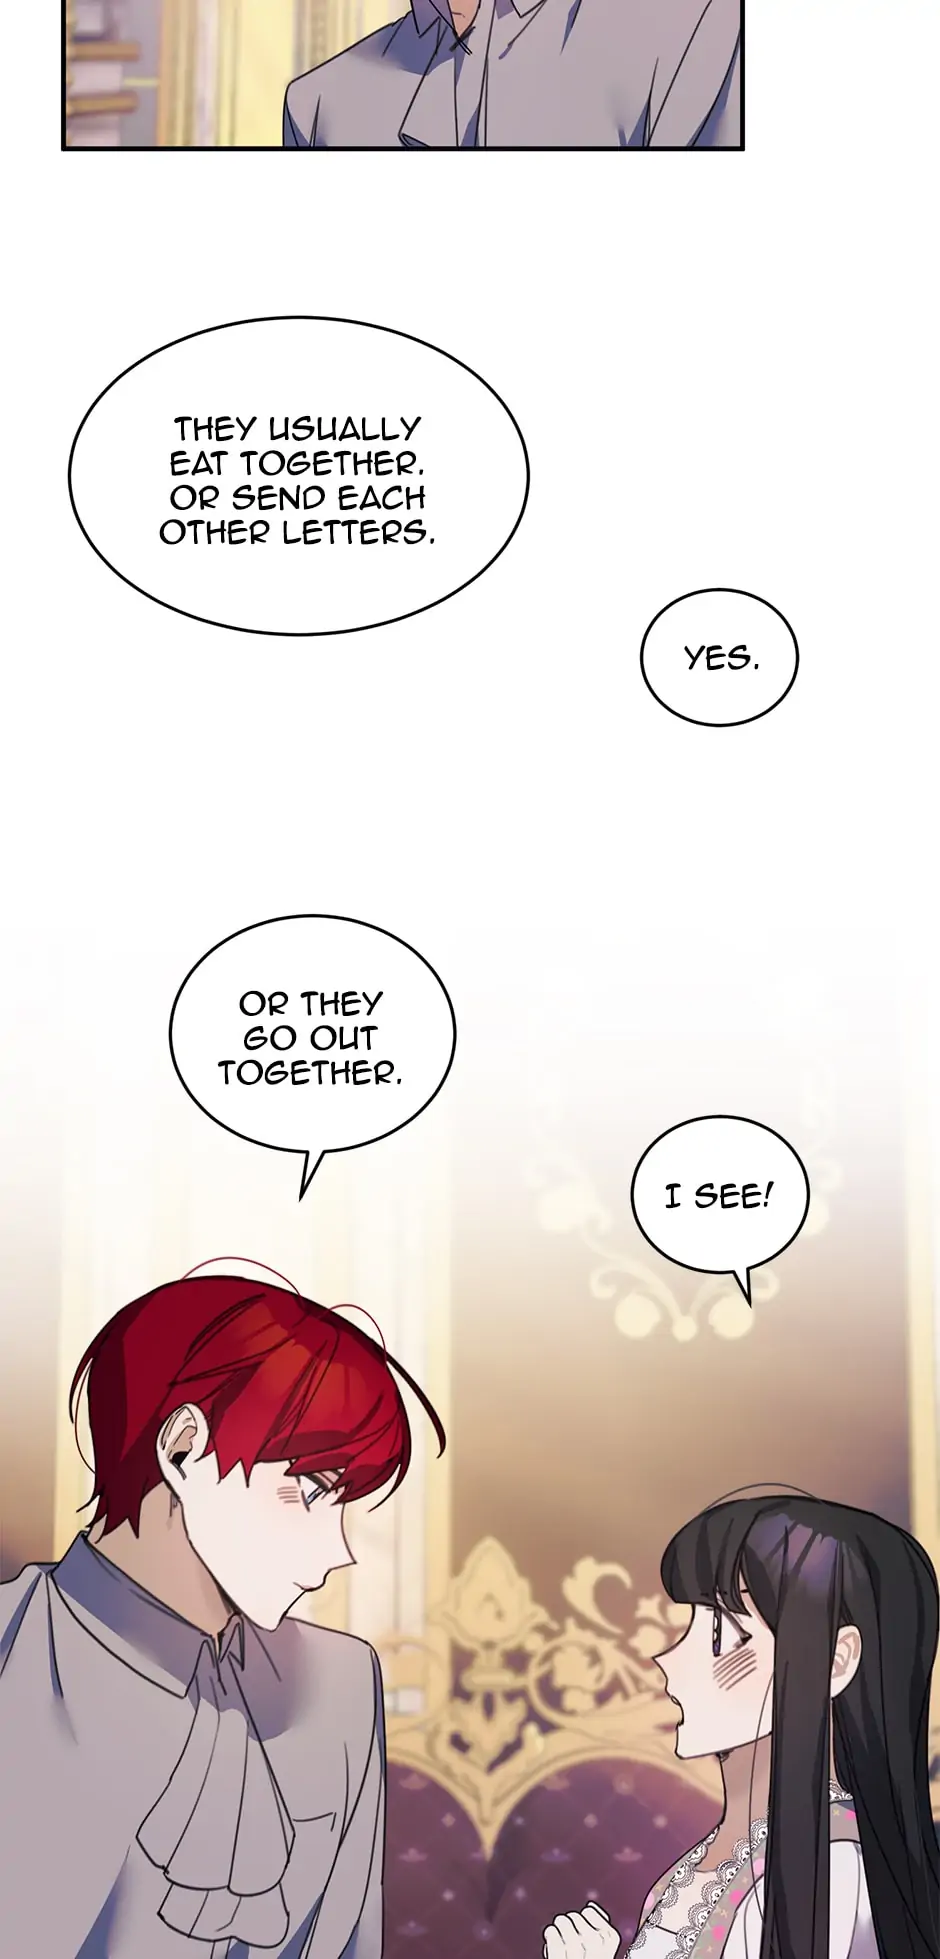 THEY USUALLY
EAT TOGETHER.
OR SEND EACH
OTHER LETTERS.
YES.
OR THEY
GO OUT
TOGETHER.
I SEE!